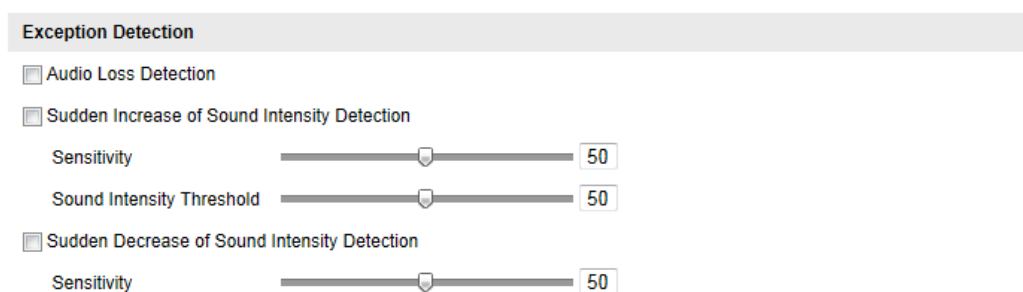 Exception Detection
Audio Loss Detection
Sudden Increase of Sound Intensity Detection
Sensitivity 50
Sound Intensity Threshold 50
Sudden Decrease of Sound Intensity Detection
Sensitivity 50